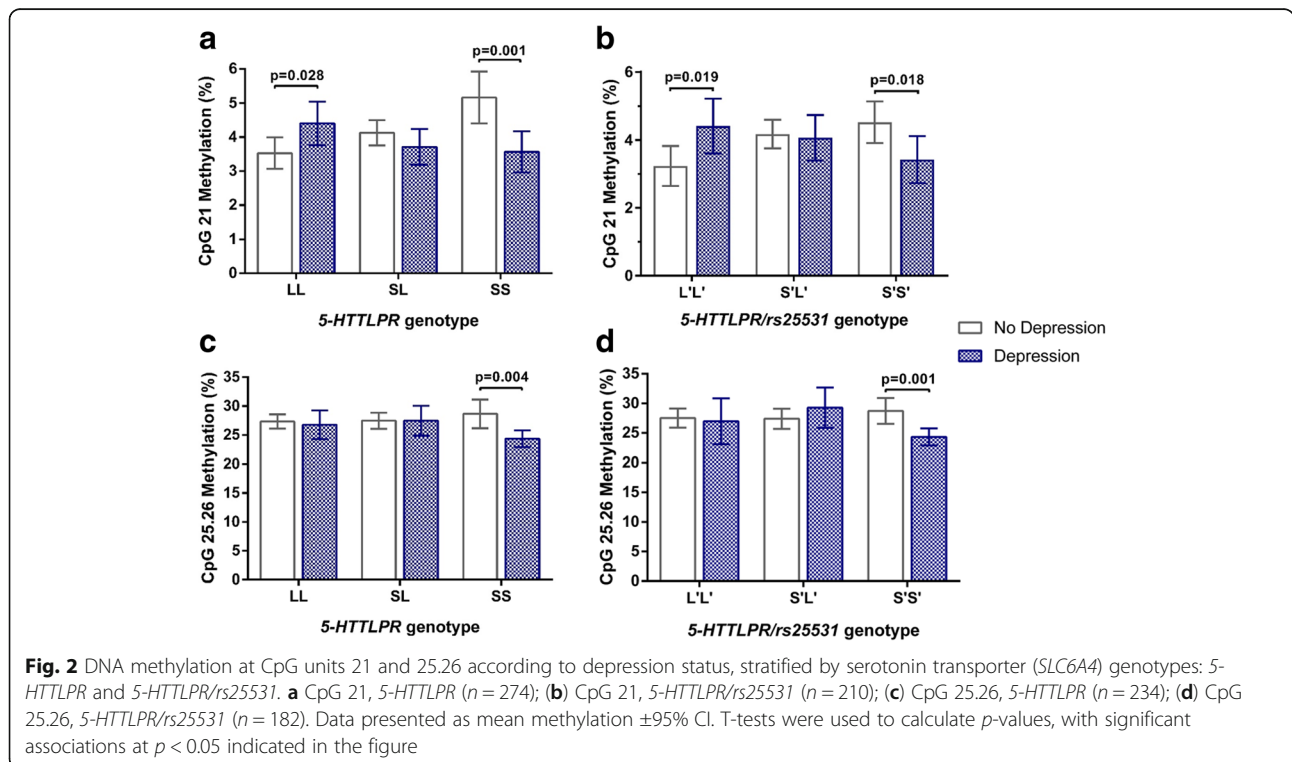 a
p=0.028
p=0.001
6
5
4
3
2
1
0
CpG 21 Methylation (%)
LL SL SS
5-HTTLPR genotype
b
p=0.019
p=0.018
6
4
2
0
CpG 21 Methylation (%)
L'L' S'L' S'S'
5-HTTLPR/rs25531 genotype
No Depression
Depression
c
p=0.004
35
30
25
20
15
10
5
0
CpG 25.26 Methylation (%)
LL SL SS
5-HTTLPR genotype
d
p=0.001
35
30
25
20
15
10
5
0
CpG 25.26 Methylation (%)
L'L' S'L' S'S'
5-HTTLPR/rs25531 genotype
Fig. 2 DNA methylation at CpG units 21 and 25.26 according to depression status, stratified by serotonin transporter (SLC6A4) genotypes: 5-
HTTLPR and 5-HTTLPR/rs25531. a CpG 21, 5-HTTLPR (n = 274); (b) CpG 21, 5-HTTLPR/rs25531 (n = 210); (c) CpG 25.26, 5-HTTLPR (n = 234); (d) CpG
25.26, 5-HTTLPR/rs25531 (n = 182). Data presented as mean methylation ±95% CI. T-tests were used to calculate p-values, with significant
associations at p < 0.05 indicated in the figure